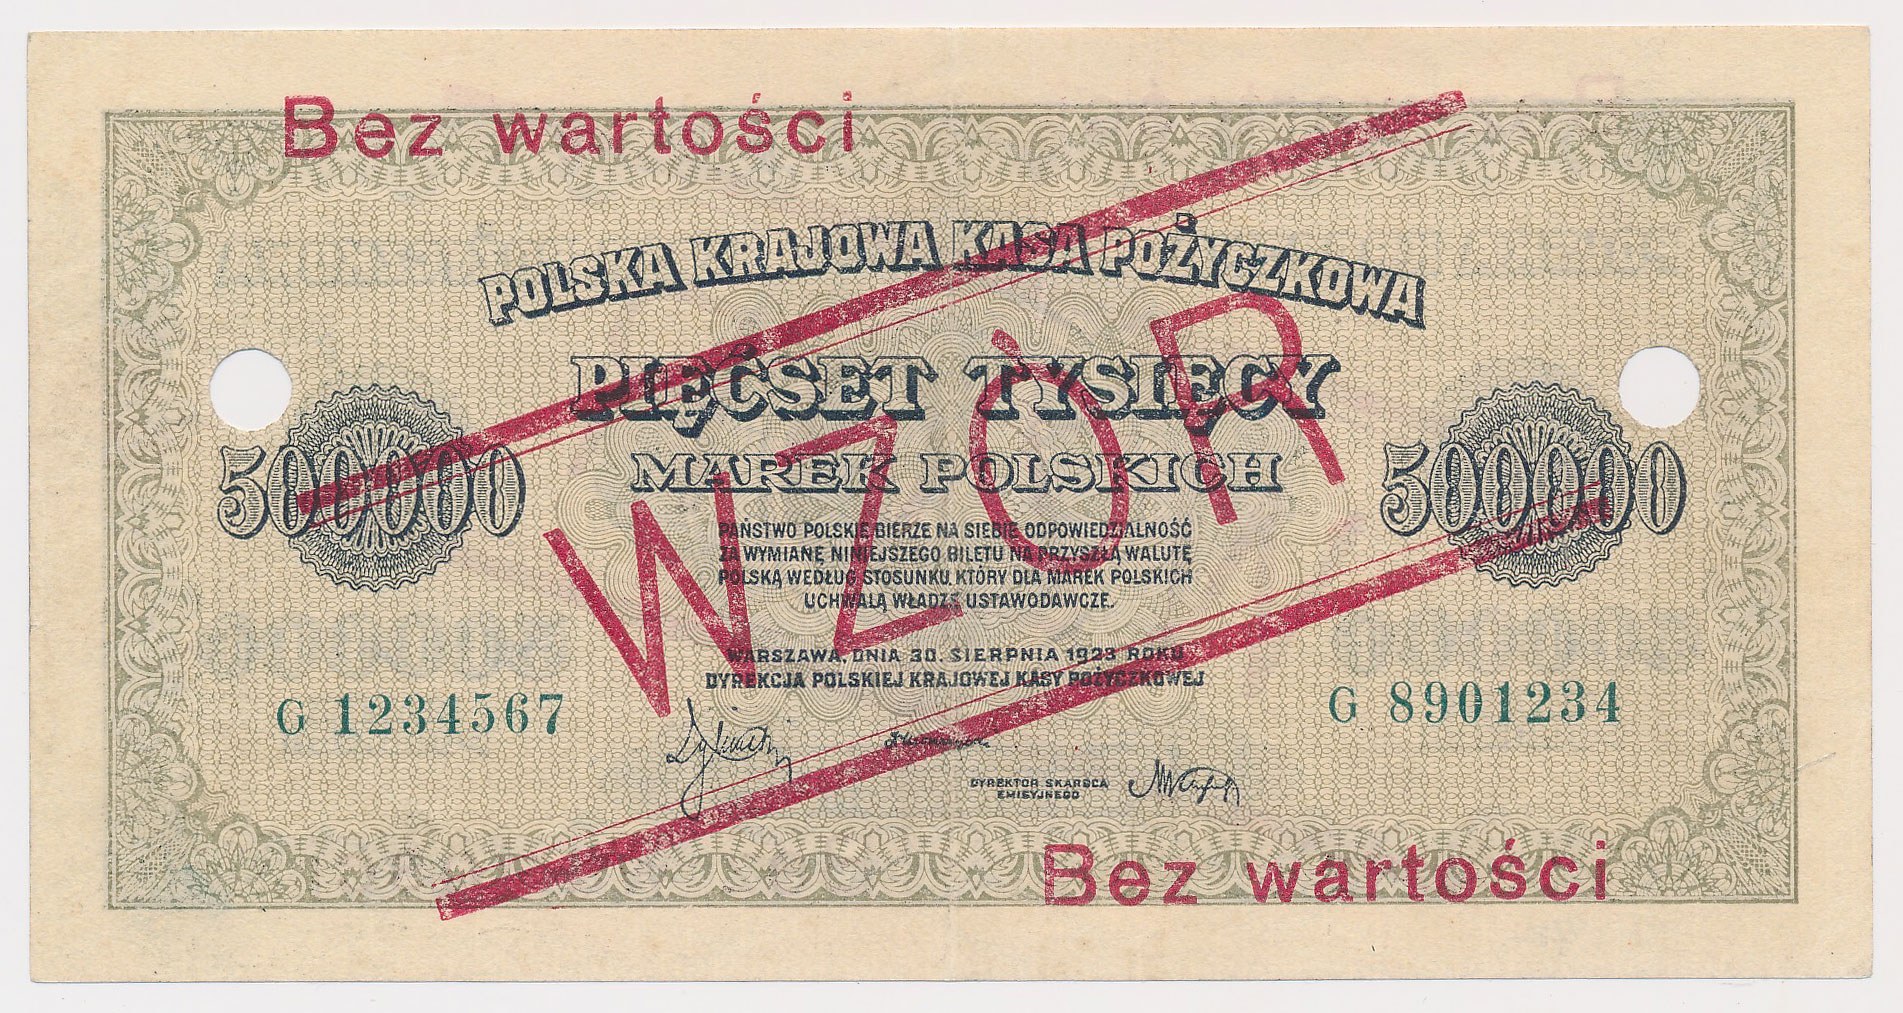 Bez wartości
POLSKA KRAJOWA KASA POŻYCZKOWA
PIĘĆSET TYSIĘCY
MAREK POLSKICH
500000
500000
WZÓR
PAŃSTWO POLSKIE BIERZE NA SIEBIE ODPOWIEDZIALNOŚĆ
ZA WYMIANĘ NINIEJSZEGO BILETU NA PRZYSZŁĄ WALUTĘ
POLSKĄ WEDŁUG STOSUNKU, KTÓRY DLA MAREK POLSKICH
UCHWALĄ WŁADZE USTAWODAWCZE.
WARSZAWA, DNIA 30. SIERPNIA 1923 ROKU
DYREKCJA POLSKIEJ KRAJOWEJ KASY POŻYCZKOWEJ
G 1234567
G 8901234
DYREKTOR SKARBCA
EMISYJNEGO
Bez wartości